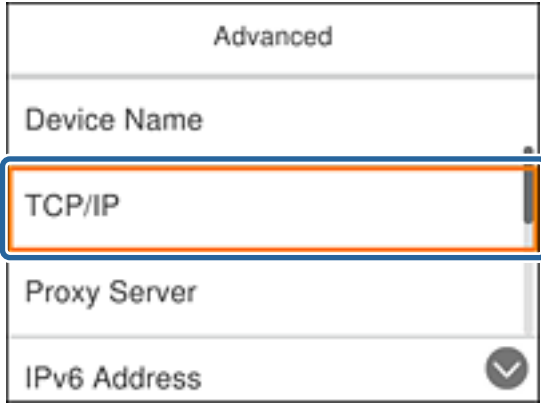 Advanced
Device Name
TCP/IP
Proxy Server
IPv6 Address